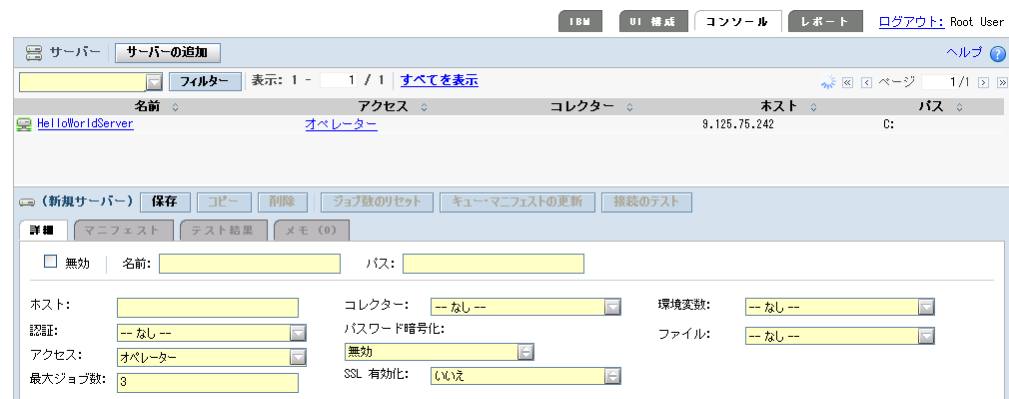 IBM UI 構成 コンソール レポート ログアウト: Root User
サーバー サーバーの追加 ヘルプ ?
フィルター 表示: 1 - 1 / 1 すべてを表示 ページ 1/1
名前 アクセス コレクター ホスト パス
HelloWorldServer オペレーター 9.125.75.242 C:
(新規サーバー) 保存 コピー 削除 ジョブ数のリセット キュー・マニフェストの更新 接続のテスト
詳細 マニフェスト テスト結果 メモ (0)
無効 名前: パス:
ホスト: コレクター: -- なし -- 環境変数: -- なし --
認証: -- なし -- パスワード暗号化: ファイル: -- なし --
アクセス: オペレーター 無効
最大ジョブ数: 3 SSL 有効化: いいえ